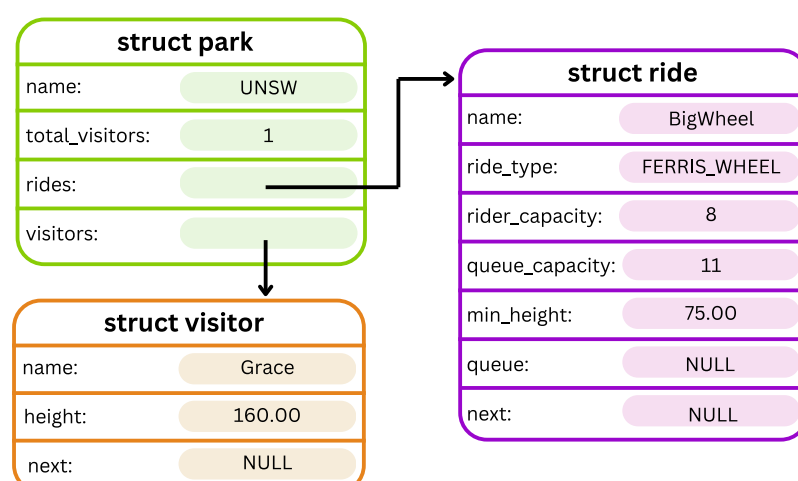 struct park
name: UNSW
total_visitors: 1
rides:
visitors:
struct visitor
name: Grace
height: 160.00
next: NULL
struct ride
name: BigWheel
ride_type: FERRIS_WHEEL
rider_capacity: 8
queue_capacity: 11
min_height: 75.00
queue: NULL
next: NULL